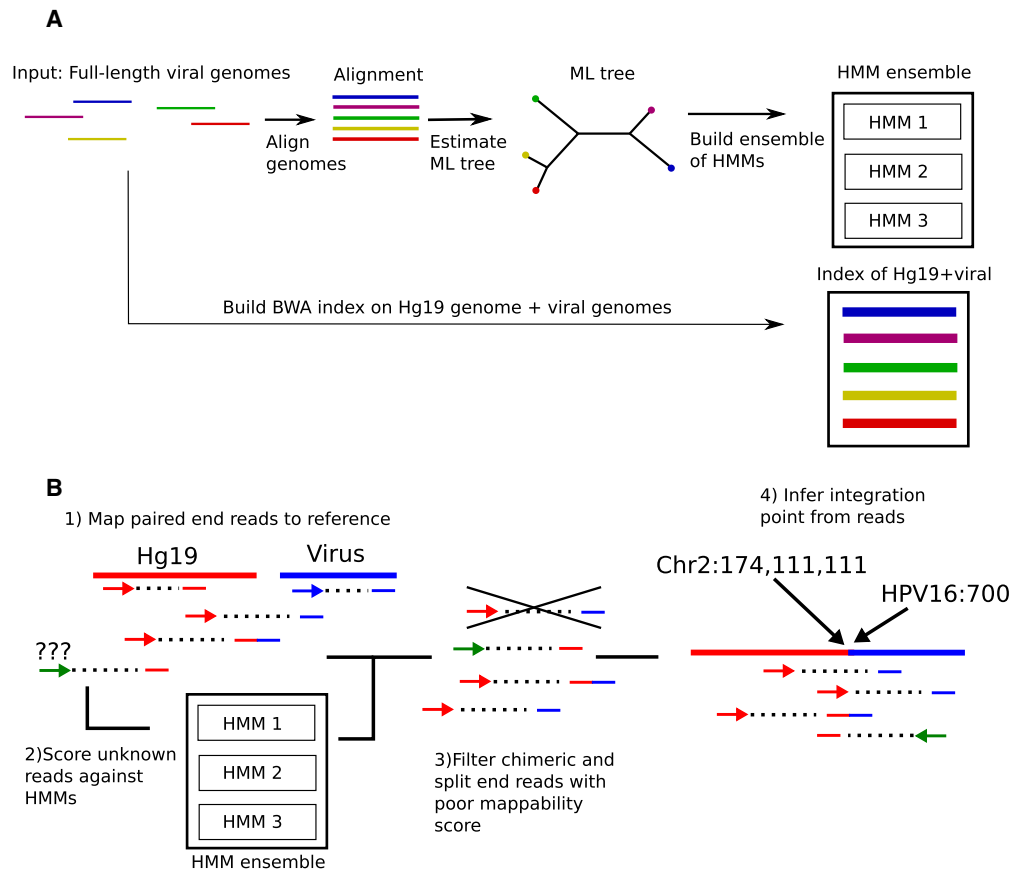 A
Input: Full-length viral genomes
Align
genomes
Alignment
Estimate
ML tree
ML tree
Build ensemble
of HMMs
HMM ensemble
HMM 1
HMM 2
HMM 3
Build BWA index on Hg19 genome + viral genomes
Index of Hg19+viral
B
1) Map paired end reads to reference
Hg19
Virus
???
2)Score unknown
reads against
HMMs
HMM 1
HMM 2
HMM 3
HMM ensemble
3)Filter chimeric and
split end reads with
poor mappability
score
4) Infer integration
point from reads
Chr2:174,111,111
HPV16:700